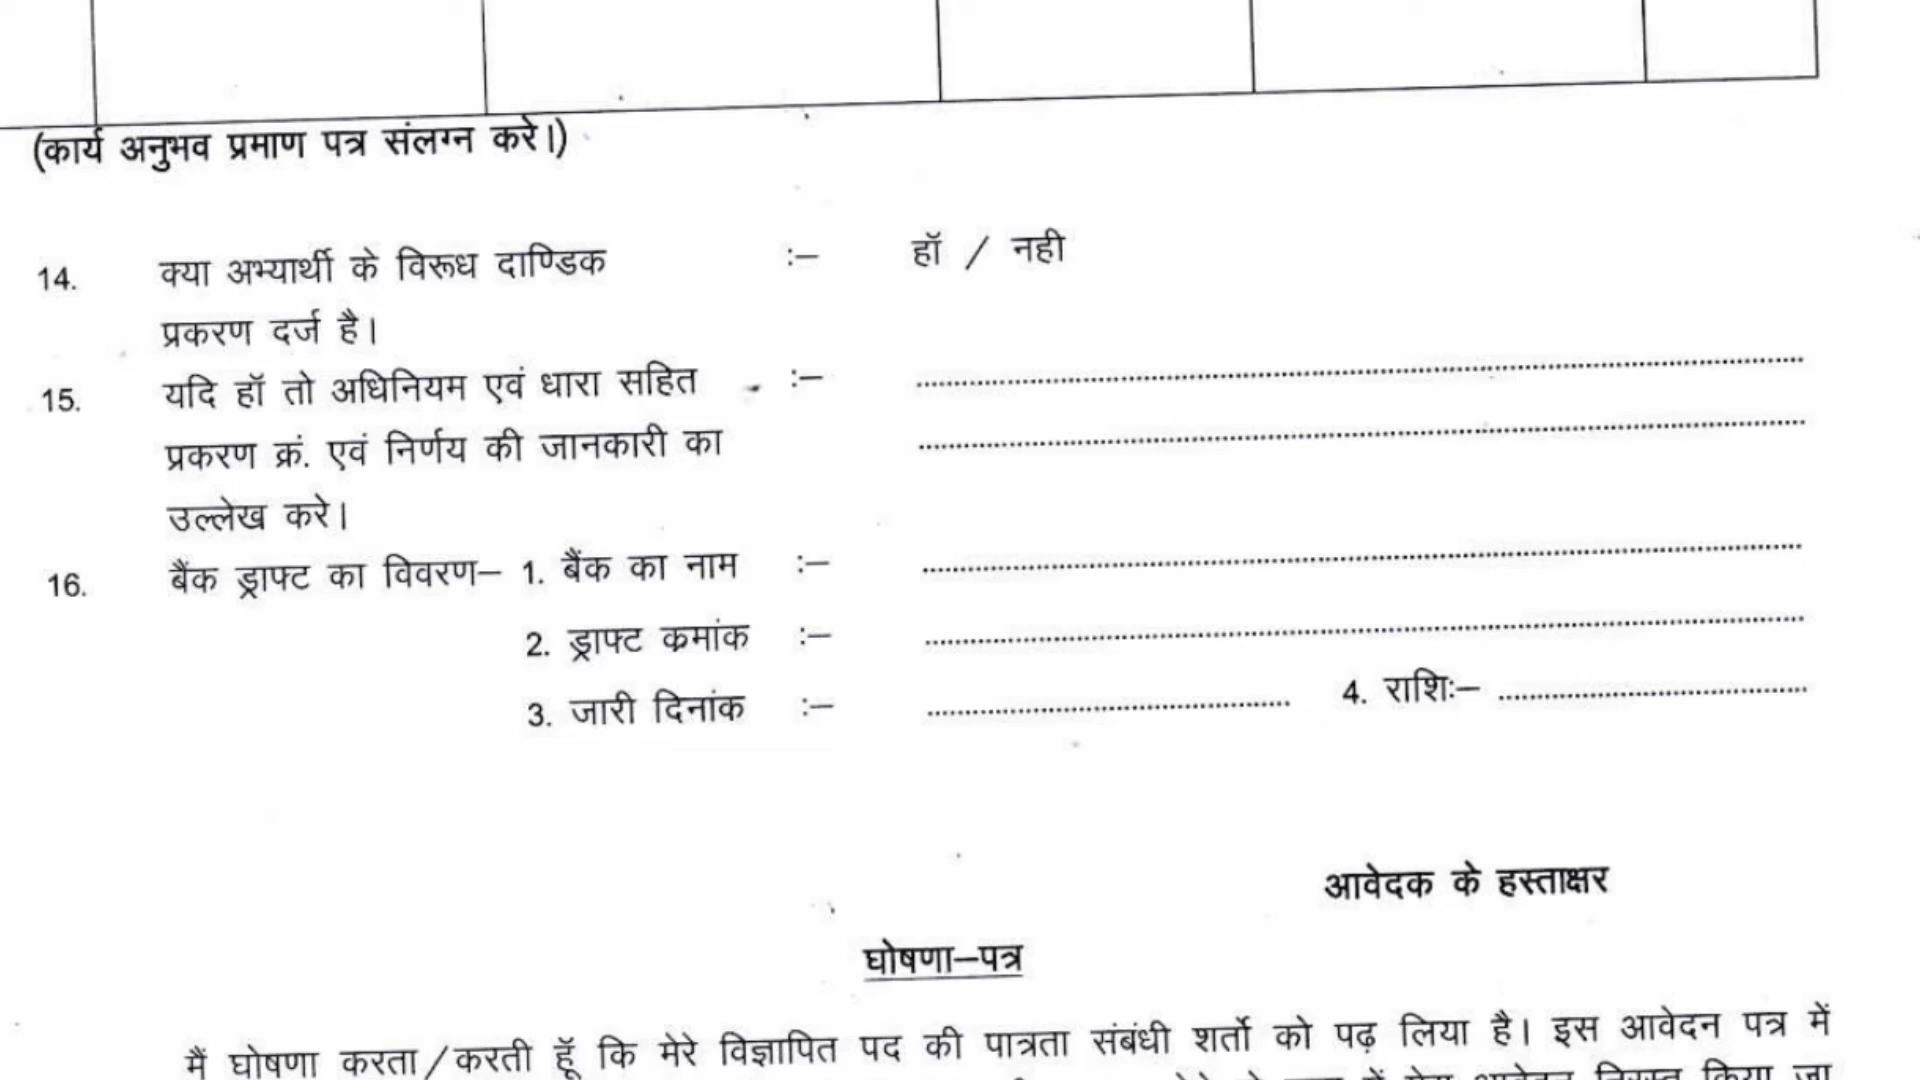 (कार्य अनुभव प्रमाण पत्र संलग्न करे।)
14. क्या अभ्यार्थी के विरूध दाण्डिक :– हॉ / नही
प्रकरण दर्ज है।
15. यदि हॉ तो अधिनियम एवं धारा सहित :– ........................
प्रकरण क्रं. एवं निर्णय की जानकारी का ........................
उल्लेख करे।
16. बैंक ड्राफ्ट का विवरण– 1. बैंक का नाम :– ........................
2. ड्राफ्ट क्रमांक :– ........................
3. जारी दिनांक :– ........................ 4. राशिः– ........................
आवेदक के हस्ताक्षर
घोषणा–पत्र
मैं घोषणा करता/करती हूॅ कि मेरे विज्ञापित पद की पात्रता संबंधी शर्तो को पढ़ लिया है। इस आवेदन पत्र में